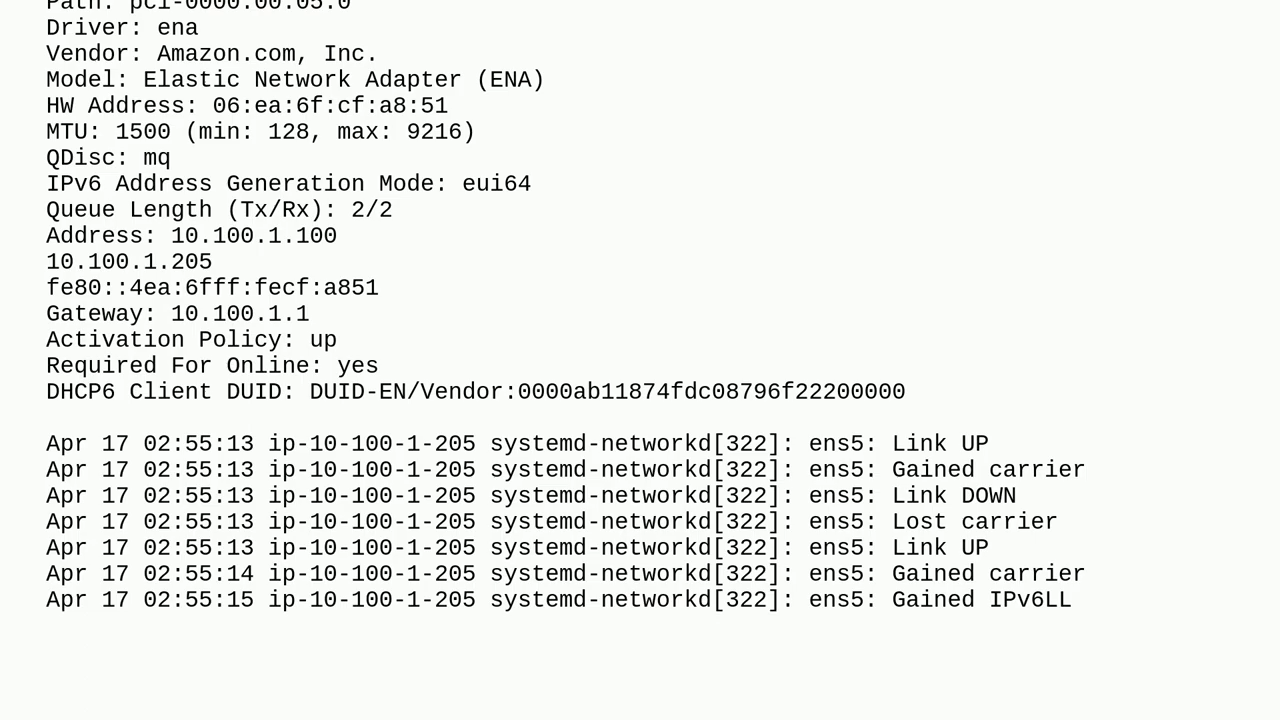 Path: pci-0000:00:05.0
Driver: ena
Vendor: Amazon.com, Inc.
Model: Elastic Network Adapter (ENA)
HW Address: 06:ea:6f:cf:a8:51
MTU: 1500 (min: 128, max: 9216)
QDisc: mq
IPv6 Address Generation Mode: eui64
Queue Length (Tx/Rx): 2/2
Address: 10.100.1.100
10.100.1.205
fe80::4ea:6fff:fecf:a851
Gateway: 10.100.1.1
Activation Policy: up
Required For Online: yes
DHCP6 Client DUID: DUID-EN/Vendor:0000ab11874fdc08796f22200000
Apr 17 02:55:13 ip-10-100-1-205 systemd-networkd[322]: ens5: Link UP
Apr 17 02:55:13 ip-10-100-1-205 systemd-networkd[322]: ens5: Gained carrier
Apr 17 02:55:13 ip-10-100-1-205 systemd-networkd[322]: ens5: Link DOWN
Apr 17 02:55:13 ip-10-100-1-205 systemd-networkd[322]: ens5: Lost carrier
Apr 17 02:55:13 ip-10-100-1-205 systemd-networkd[322]: ens5: Link UP
Apr 17 02:55:14 ip-10-100-1-205 systemd-networkd[322]: ens5: Gained carrier
Apr 17 02:55:15 ip-10-100-1-205 systemd-networkd[322]: ens5: Gained IPv6LL